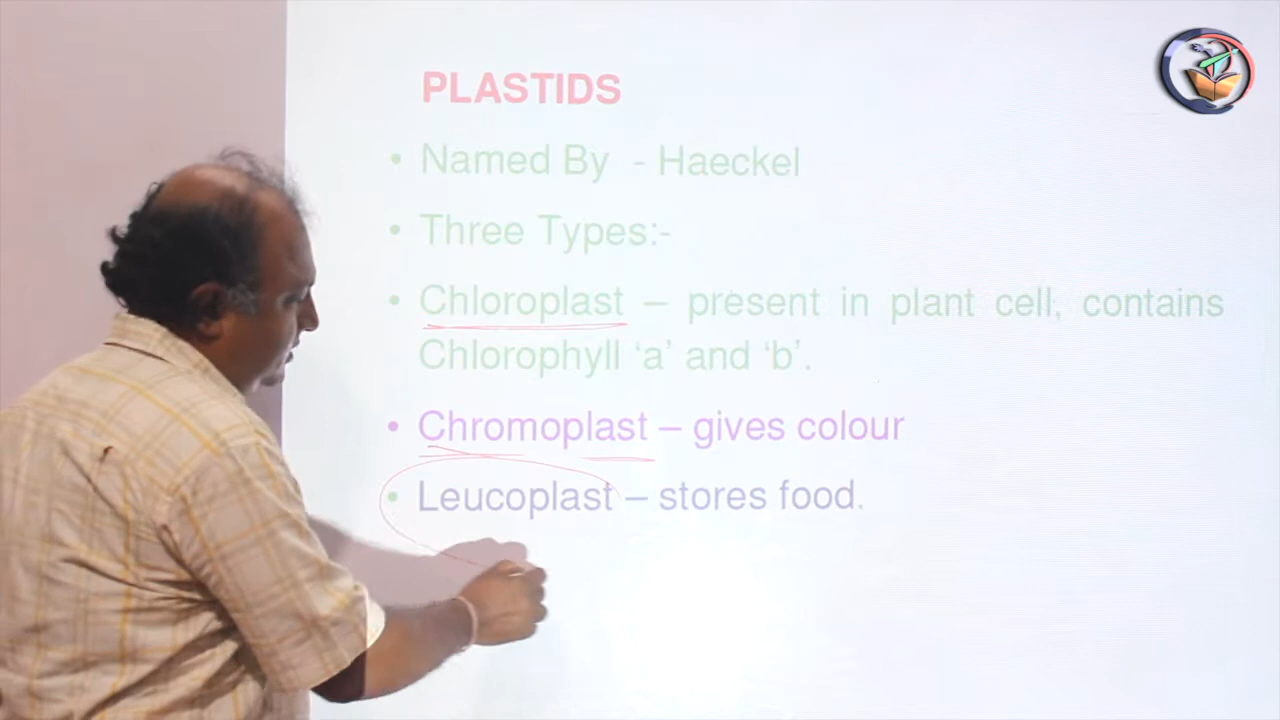 PLASTIDS
• Named By - Haeckel
• Three Types:-
• Chloroplast – present in plant cell, contains
Chlorophyll ‘a’ and ‘b’.
• Chromoplast – gives colour
• Leucoplast – stores food.